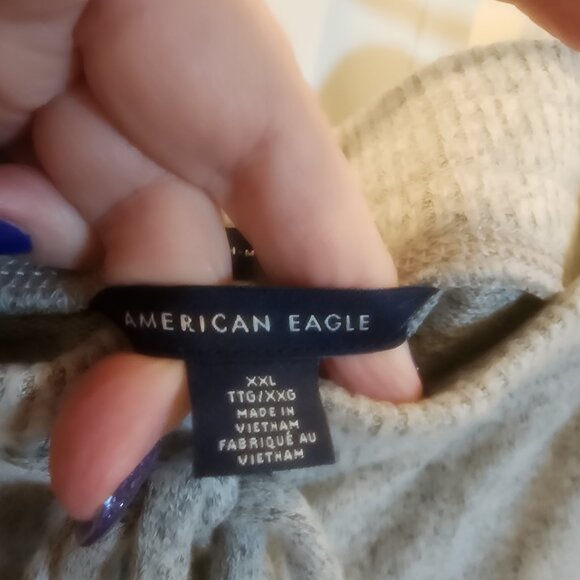 AMERICAN EAGLE
XXL
TTG/XXG
MADE IN
VIETNAM
FABRIQUÉ AU
VIETNAM